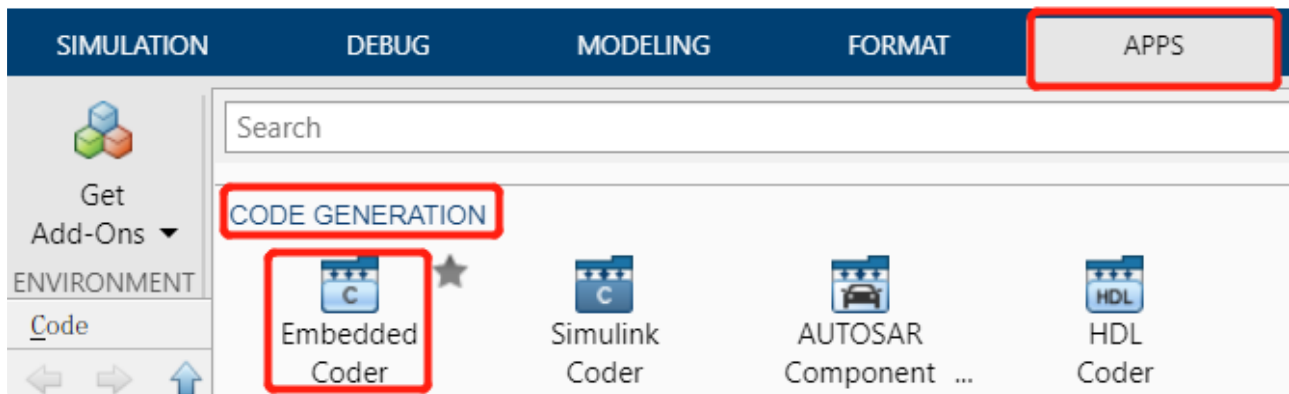 SIMULATION DEBUG MODELING FORMAT APPS
Search
Get
Add-Ons
ENVIRONMENT
Code
CODE GENERATION
C C HDL
Embedded Simulink AUTOSAR HDL
Coder Coder Component ... Coder